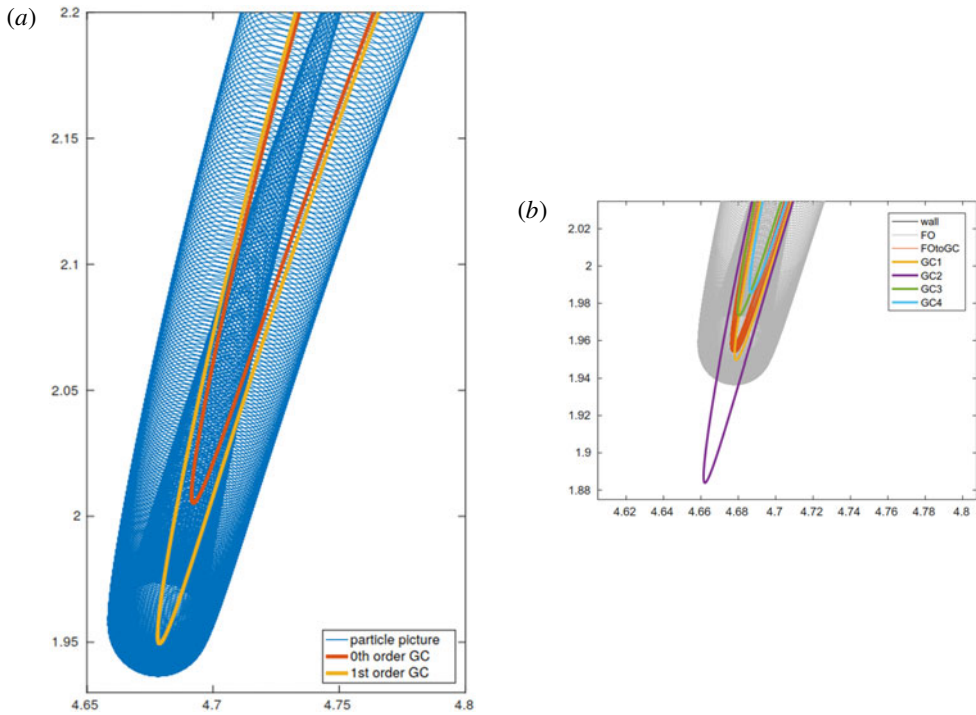 (a)
2.2
2.15
2.1
2.05
2
1.95
4.65 4.7 4.75 4.8
particle picture
0th order GC
1st order GC
(b)
2.02
2
1.98
1.96
1.94
1.92
1.9
1.88
4.62 4.64 4.66 4.68 4.7 4.72 4.74 4.76 4.78 4.8
wall
FO
FOtoGC
GC1
GC2
GC3
GC4